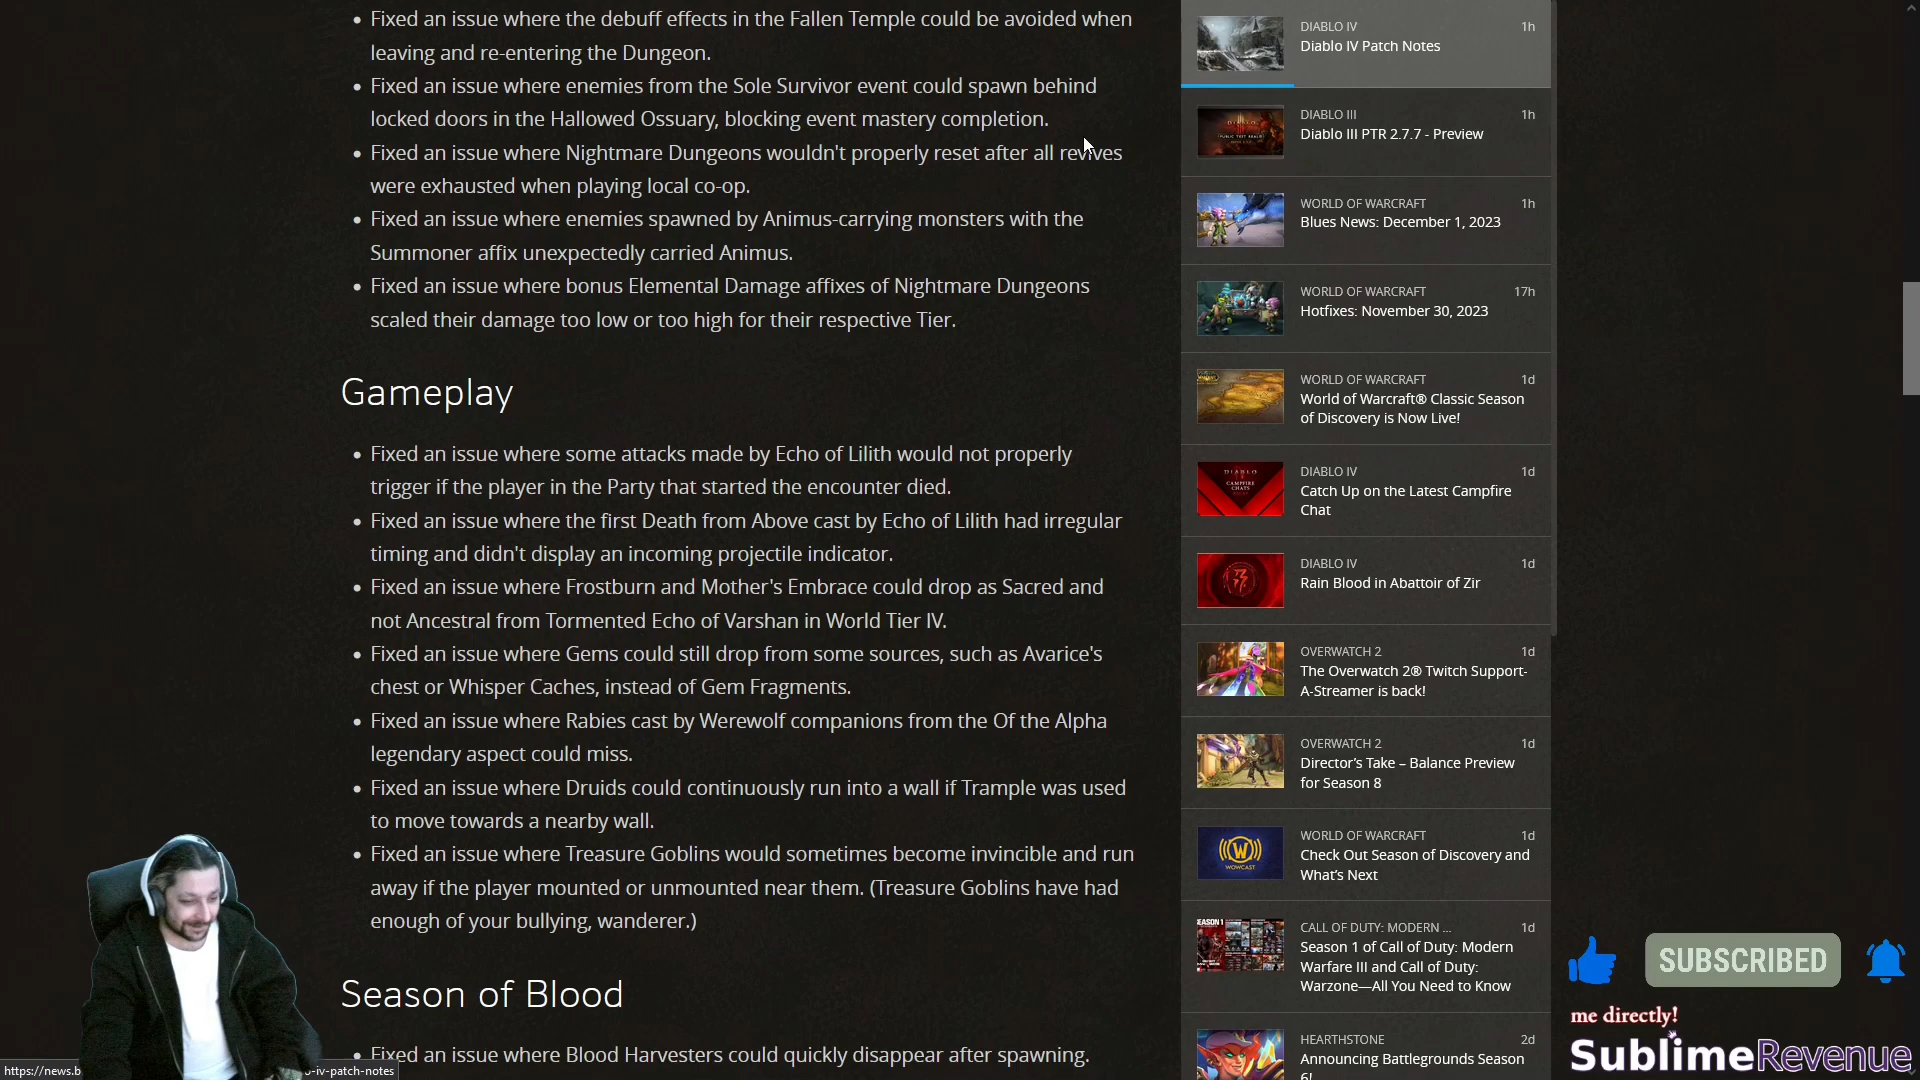 Fixed an issue where the debuff effects in the Fallen Temple could be avoided when
leaving and re-entering the Dungeon.
Fixed an issue where enemies from the Sole Survivor event could spawn behind
locked doors in the Hallowed Ossuary, blocking event mastery completion.
Fixed an issue where Nightmare Dungeons wouldn't properly reset after all revives
were exhausted when playing local co-op.
Fixed an issue where enemies spawned by Animus-carrying monsters with the
Summoner affix unexpectedly carried Animus.
Fixed an issue where bonus Elemental Damage affixes of Nightmare Dungeons
scaled their damage too low or too high for their respective Tier.
Gameplay
Fixed an issue where some attacks made by Echo of Lilith would not properly
trigger if the player in the Party that started the encounter died.
Fixed an issue where the first Death from Above cast by Echo of Lilith had irregular
timing and didn't display an incoming projectile indicator.
Fixed an issue where Frostburn and Mother's Embrace could drop as Sacred and
not Ancestral from Tormented Echo of Varshan in World Tier IV.
Fixed an issue where Gems could still drop from some sources, such as Avarice's
chest or Whisper Caches, instead of Gem Fragments.
Fixed an issue where Rabies cast by Werewolf companions from the Of the Alpha
legendary aspect could miss.
Fixed an issue where Druids could continuously run into a wall if Trample was used
to move towards a nearby wall.
Fixed an issue where Treasure Goblins would sometimes become invincible and run
away if the player mounted or unmounted near them. (Treasure Goblins have had
enough of your bullying, wanderer.)
Season of Blood
Fixed an issue where Blood Harvesters could quickly disappear after spawning.
https://news.b
-iv-patch-notes
DIABLO IV 1h
Diablo IV Patch Notes
DIABLO III 1h
Diablo III PTR 2.7.7 - Preview
WORLD OF WARCRAFT 1h
Blues News: December 1, 2023
WORLD OF WARCRAFT 17h
Hotfixes: November 30, 2023
WORLD OF WARCRAFT 1d
World of Warcraft® Classic Season
of Discovery is Now Live!
DIABLO IV 1d
Catch Up on the Latest Campfire
Chat
DIABLO IV 1d
Rain Blood in Abattoir of Zir
OVERWATCH 2 1d
The Overwatch 2® Twitch Support-
A-Streamer is back!
OVERWATCH 2 1d
Director's Take – Balance Preview
for Season 8
WORLD OF WARCRAFT 1d
WOWCAST
Check Out Season of Discovery and
What's Next
CALL OF DUTY: MODERN ... 1d
Season 1 of Call of Duty: Modern
Warfare III and Call of Duty:
Warzone—All You Need to Know
HEARTHSTONE 2d
Announcing Battlegrounds Season
6!
SUBSCRIBED
me directly!
SublimeRevenue